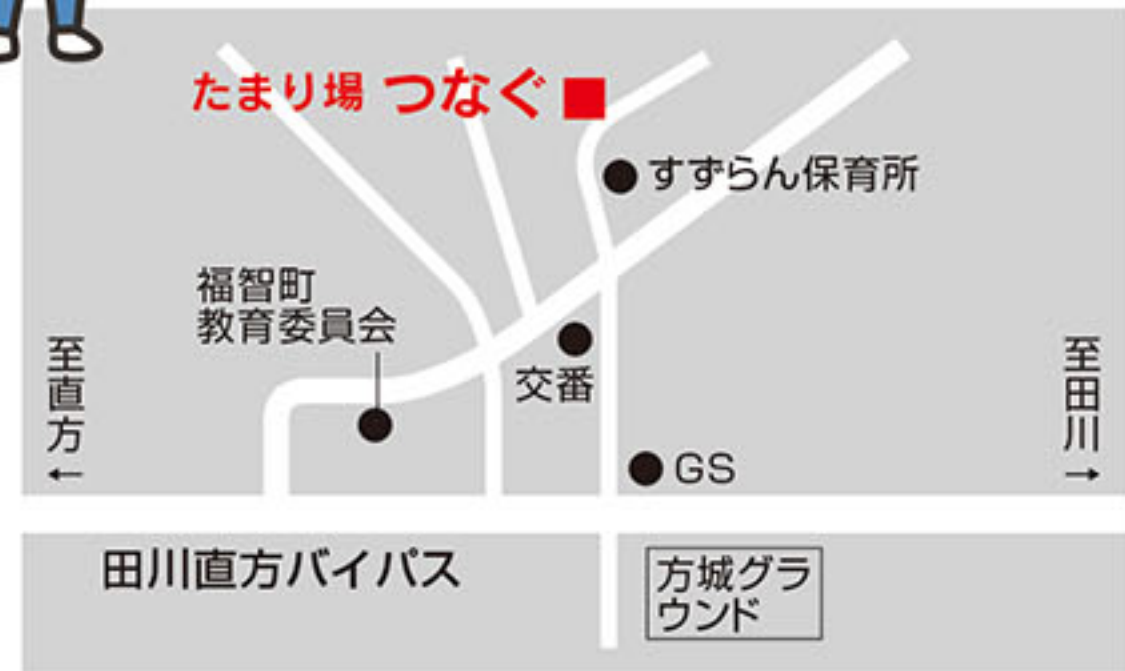 たまり場 つなぐ
すずらん保育所
福智町
教育委員会
至直方←
交番
至田川→
GS
田川直方バイパス
方城グラ
ウンド